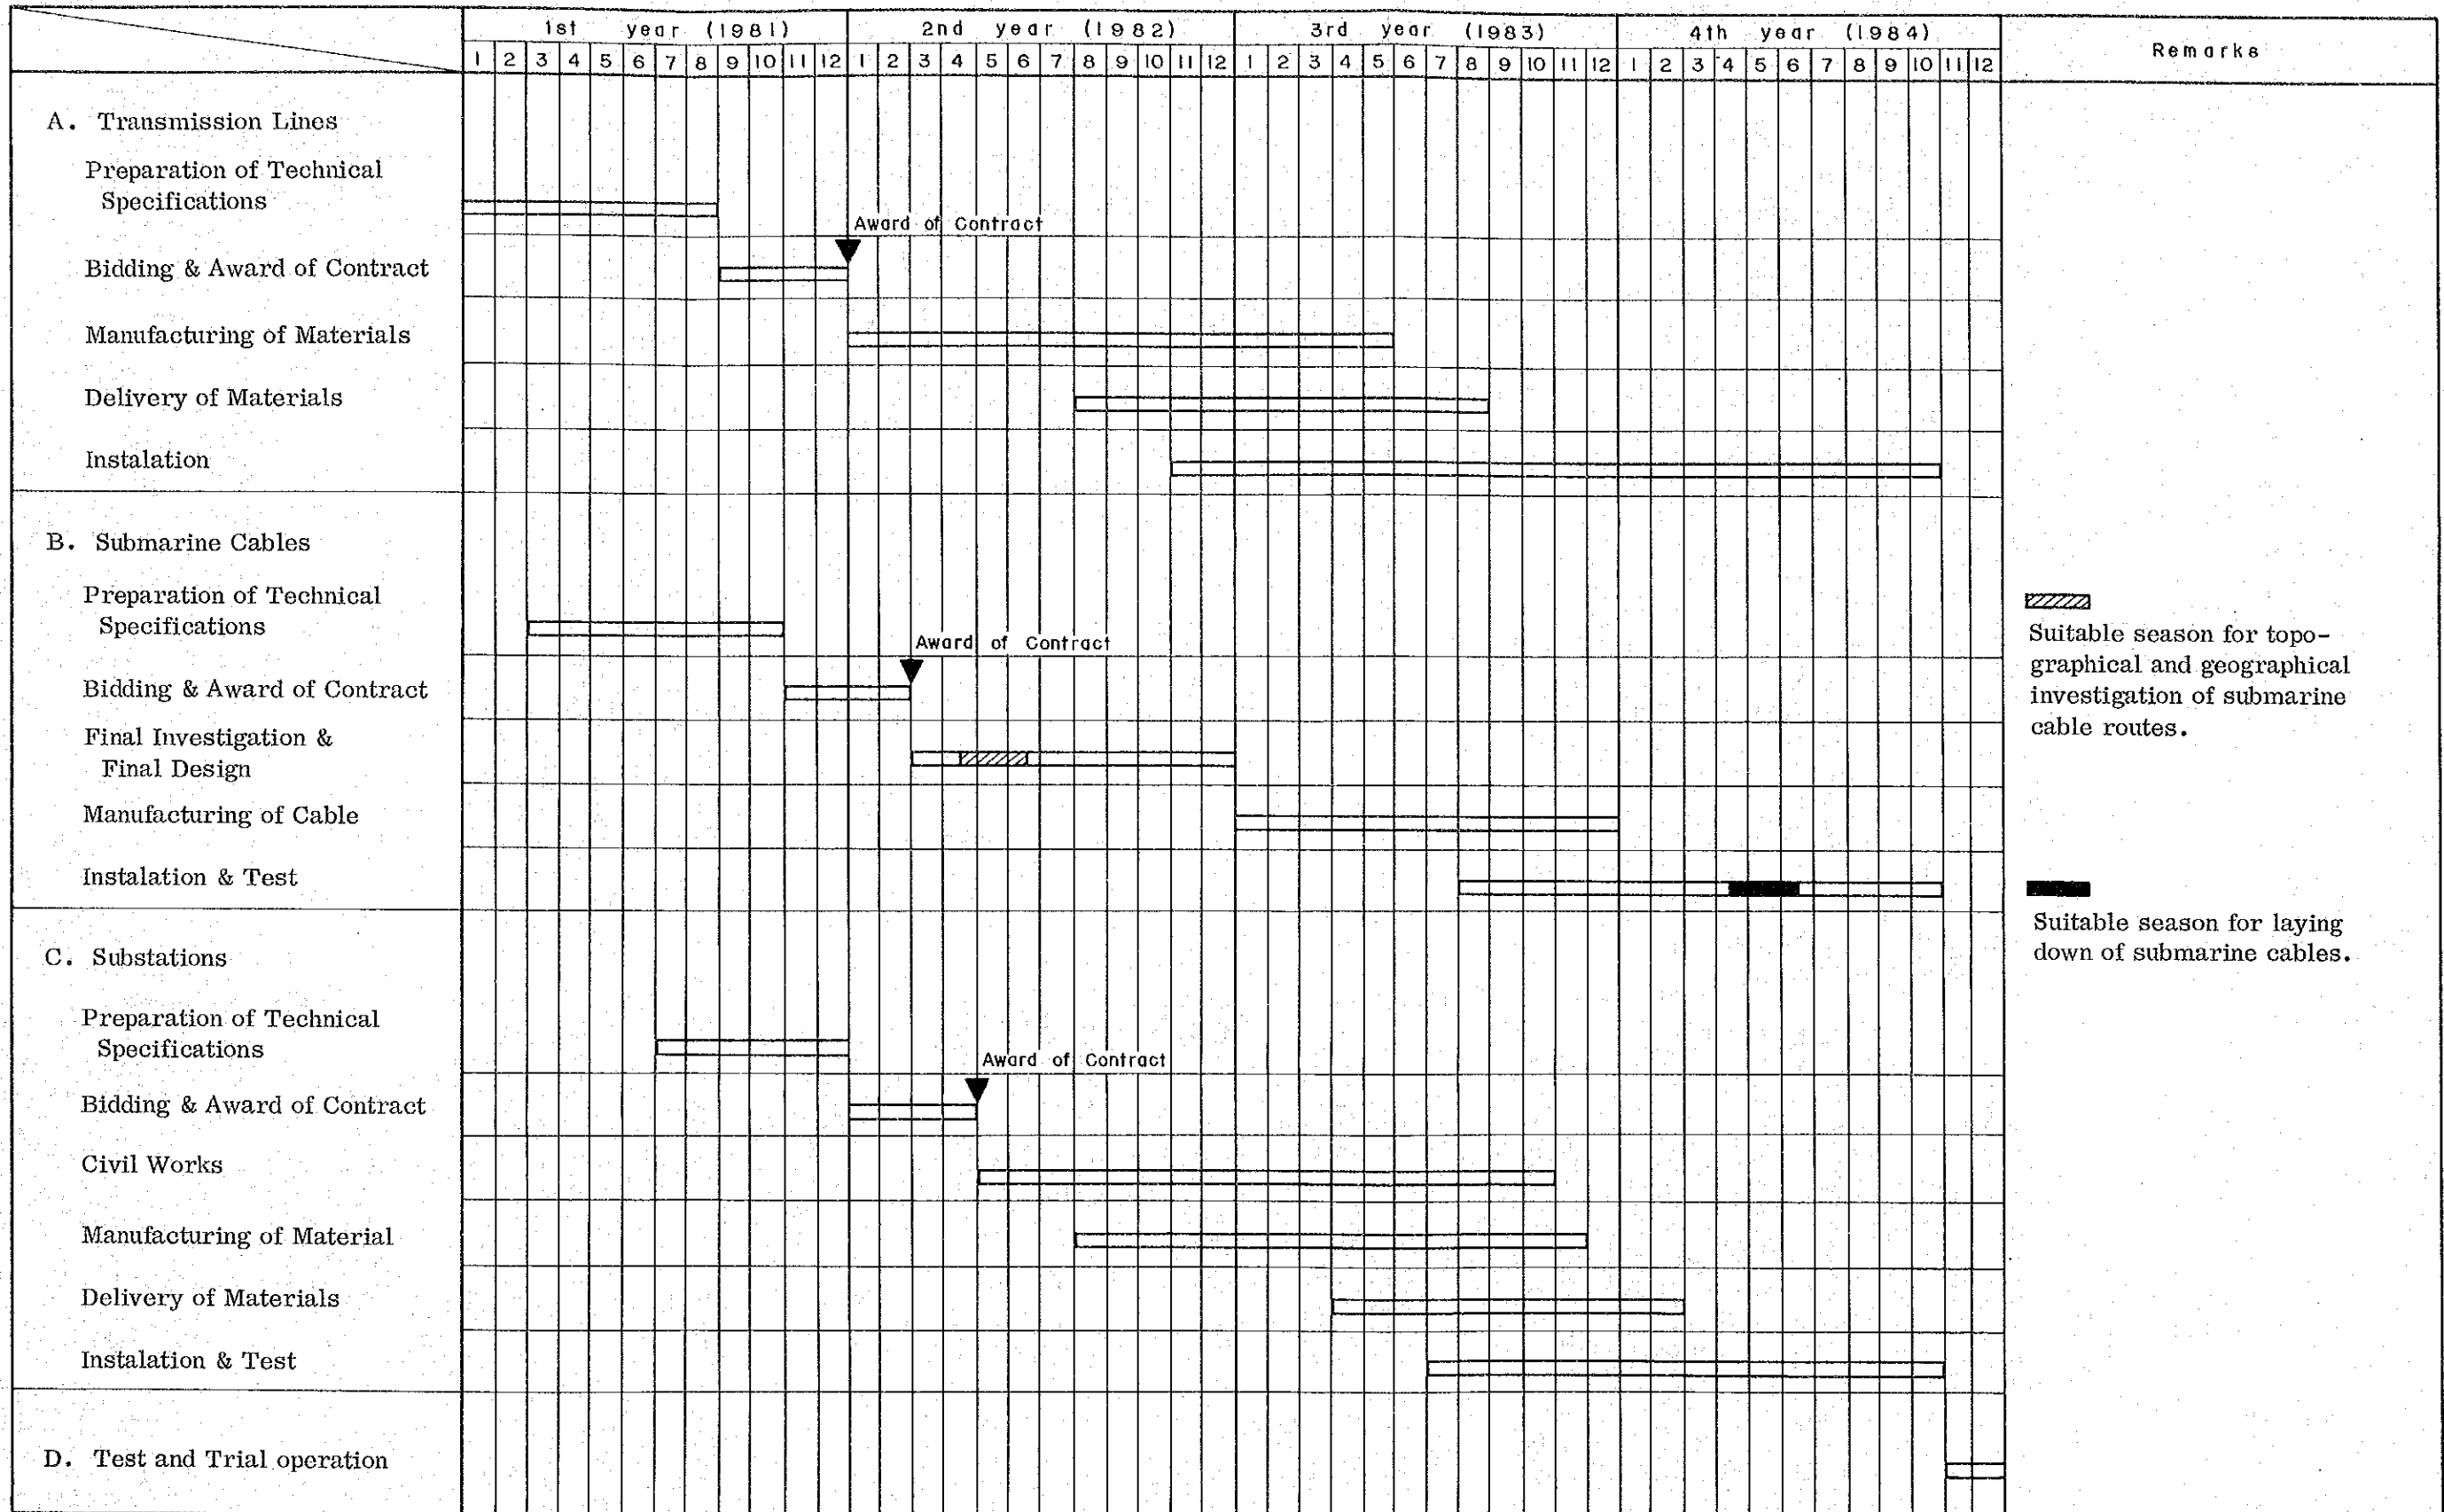 1st year (1981) 2nd year (1982) 3rd year (1983) 4th year (1984) Remarks
1 2 3 4 5 6 7 8 9 10 11 12 1 2 3 4 5 6 7 8 9 10 11 12 1 2 3 4 5 6 7 8 9 10 11 12 1 2 3 4 5 6 7 8 9 10 11 12
A. Transmission Lines
Preparation of Technical
Specifications
Award of Contract
Bidding & Award of Contract
Manufacturing of Materials
Delivery of Materials
Instalation
B. Submarine Cables
Preparation of Technical
Specifications
Award of Contract
Bidding & Award of Contract
Final Investigation &
Final Design
Manufacturing of Cable
Instalation & Test
Suitable season for topo-
graphical and geographical
investigation of submarine
cable routes.
Suitable season for laying
down of submarine cables.
C. Substations
Preparation of Technical
Specifications
Award of Contract
Bidding & Award of Contract
Civil Works
Manufacturing of Material
Delivery of Materials
Instalation & Test
D. Test and Trial operation